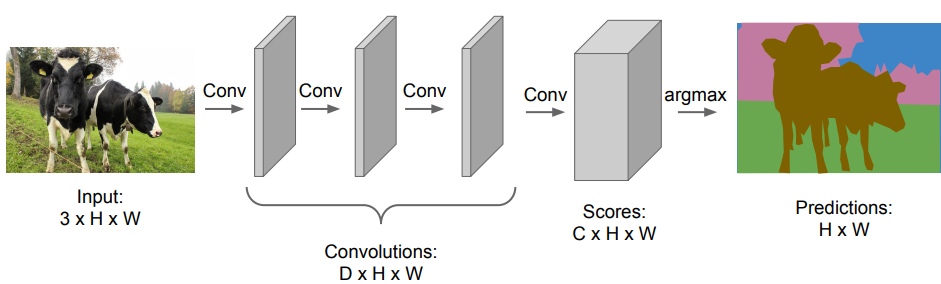 Conv
Conv
Conv
Conv
argmax
Input:
3 x H x W
Convolutions:
D x H x W
Scores:
C x H x W
Predictions:
H x W